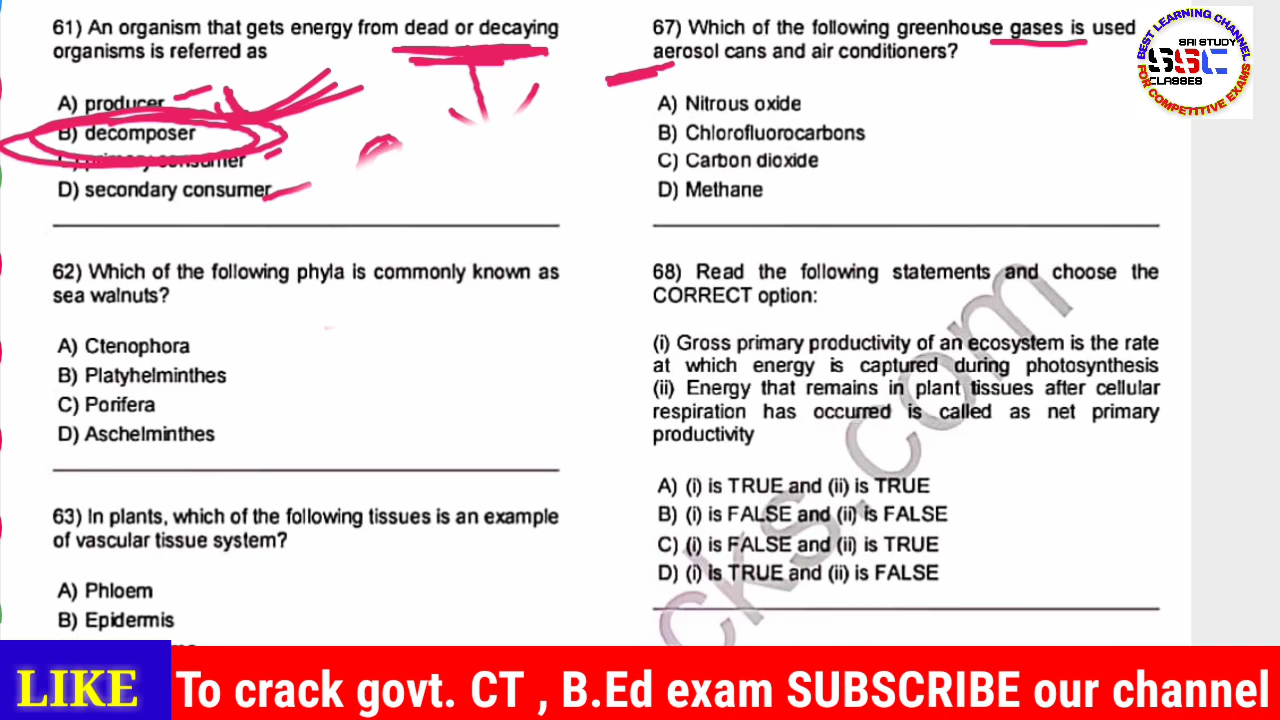 61) An organism that gets energy from dead or decaying
organisms is referred as
A) producer
B) decomposer
C) primary consumer
D) secondary consumer
62) Which of the following phyla is commonly known as
sea walnuts?
A) Ctenophora
B) Platyhelminthes
C) Porifera
D) Aschelminthes
63) In plants, which of the following tissues is an example
of vascular tissue system?
A) Phloem
B) Epidermis
67) Which of the following greenhouse gases is used
aerosol cans and air conditioners?
A) Nitrous oxide
B) Chlorofluorocarbons
C) Carbon dioxide
D) Methane
68) Read the following statements and choose the
CORRECT option:
(i) Gross primary productivity of an ecosystem is the rate
at which energy is captured during photosynthesis
(ii) Energy that remains in plant tissues after cellular
respiration has occurred is called as net primary
productivity
A) (i) is TRUE and (ii) is TRUE
B) (i) is FALSE and (ii) is FALSE
C) (i) is FALSE and (ii) is TRUE
D) (i) is TRUE and (ii) is FALSE
cks.com
BEST LEARNING CHANNEL
SAI STUDY
SSC
CLASSES
FOR COMPETITIVE EXAMS
LIKE
To crack govt. CT , B.Ed exam SUBSCRIBE our channel